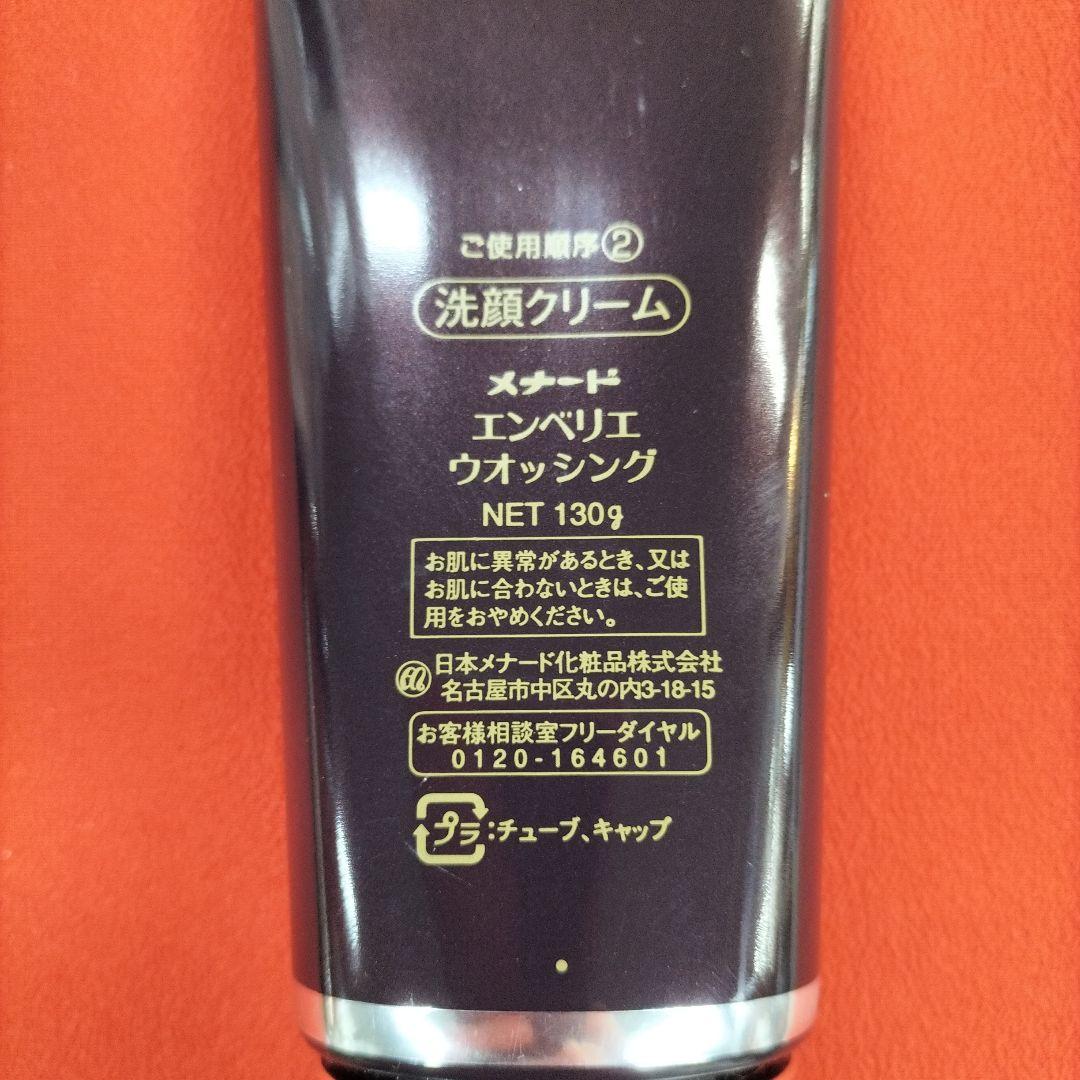 ご使用順序②
洗顔クリーム
メナード
エンベリエ
ウオッシング
NET 130g
お肌に異常があるとき、又は
お肌に合わないときは、ご使
用をおやめください。
日本メナード化粧品株式会社
名古屋市中区丸の内3-18-15
お客様相談室フリーダイヤル
0120-164601
プラ:チューブ、キャップ